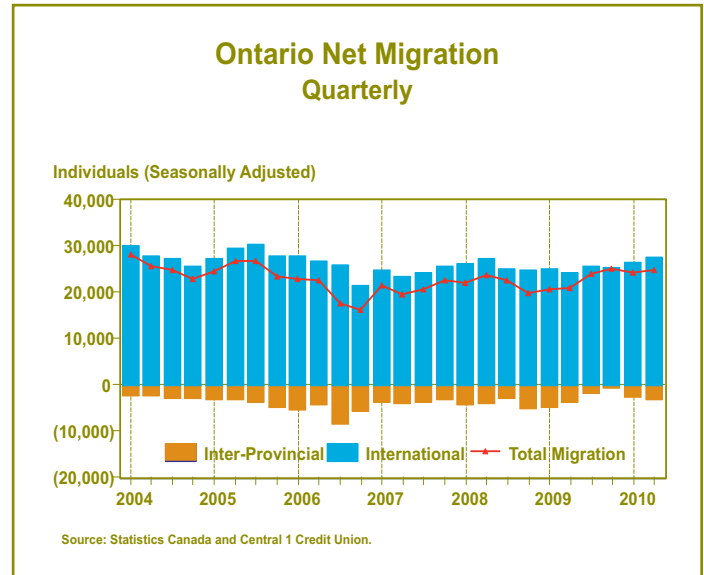 Ontario Net Migration
Quarterly
Individuals (Seasonally Adjusted)
40,000
30,000
20,000
10,000
0
(10,000)
(20,000)
Inter-Provincial International Total Migration
2004 2005 2006 2007 2008 2009 2010
Source: Statistics Canada and Central 1 Credit Union.